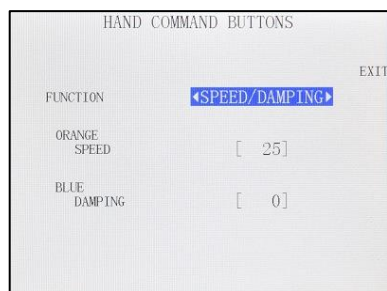 HAND COMMAND BUTTONS
EXIT
FUNCTION ◀SPEED/DAMPING▶
ORANGE
SPEED [ 25]
BLUE
DAMPING [ 0]